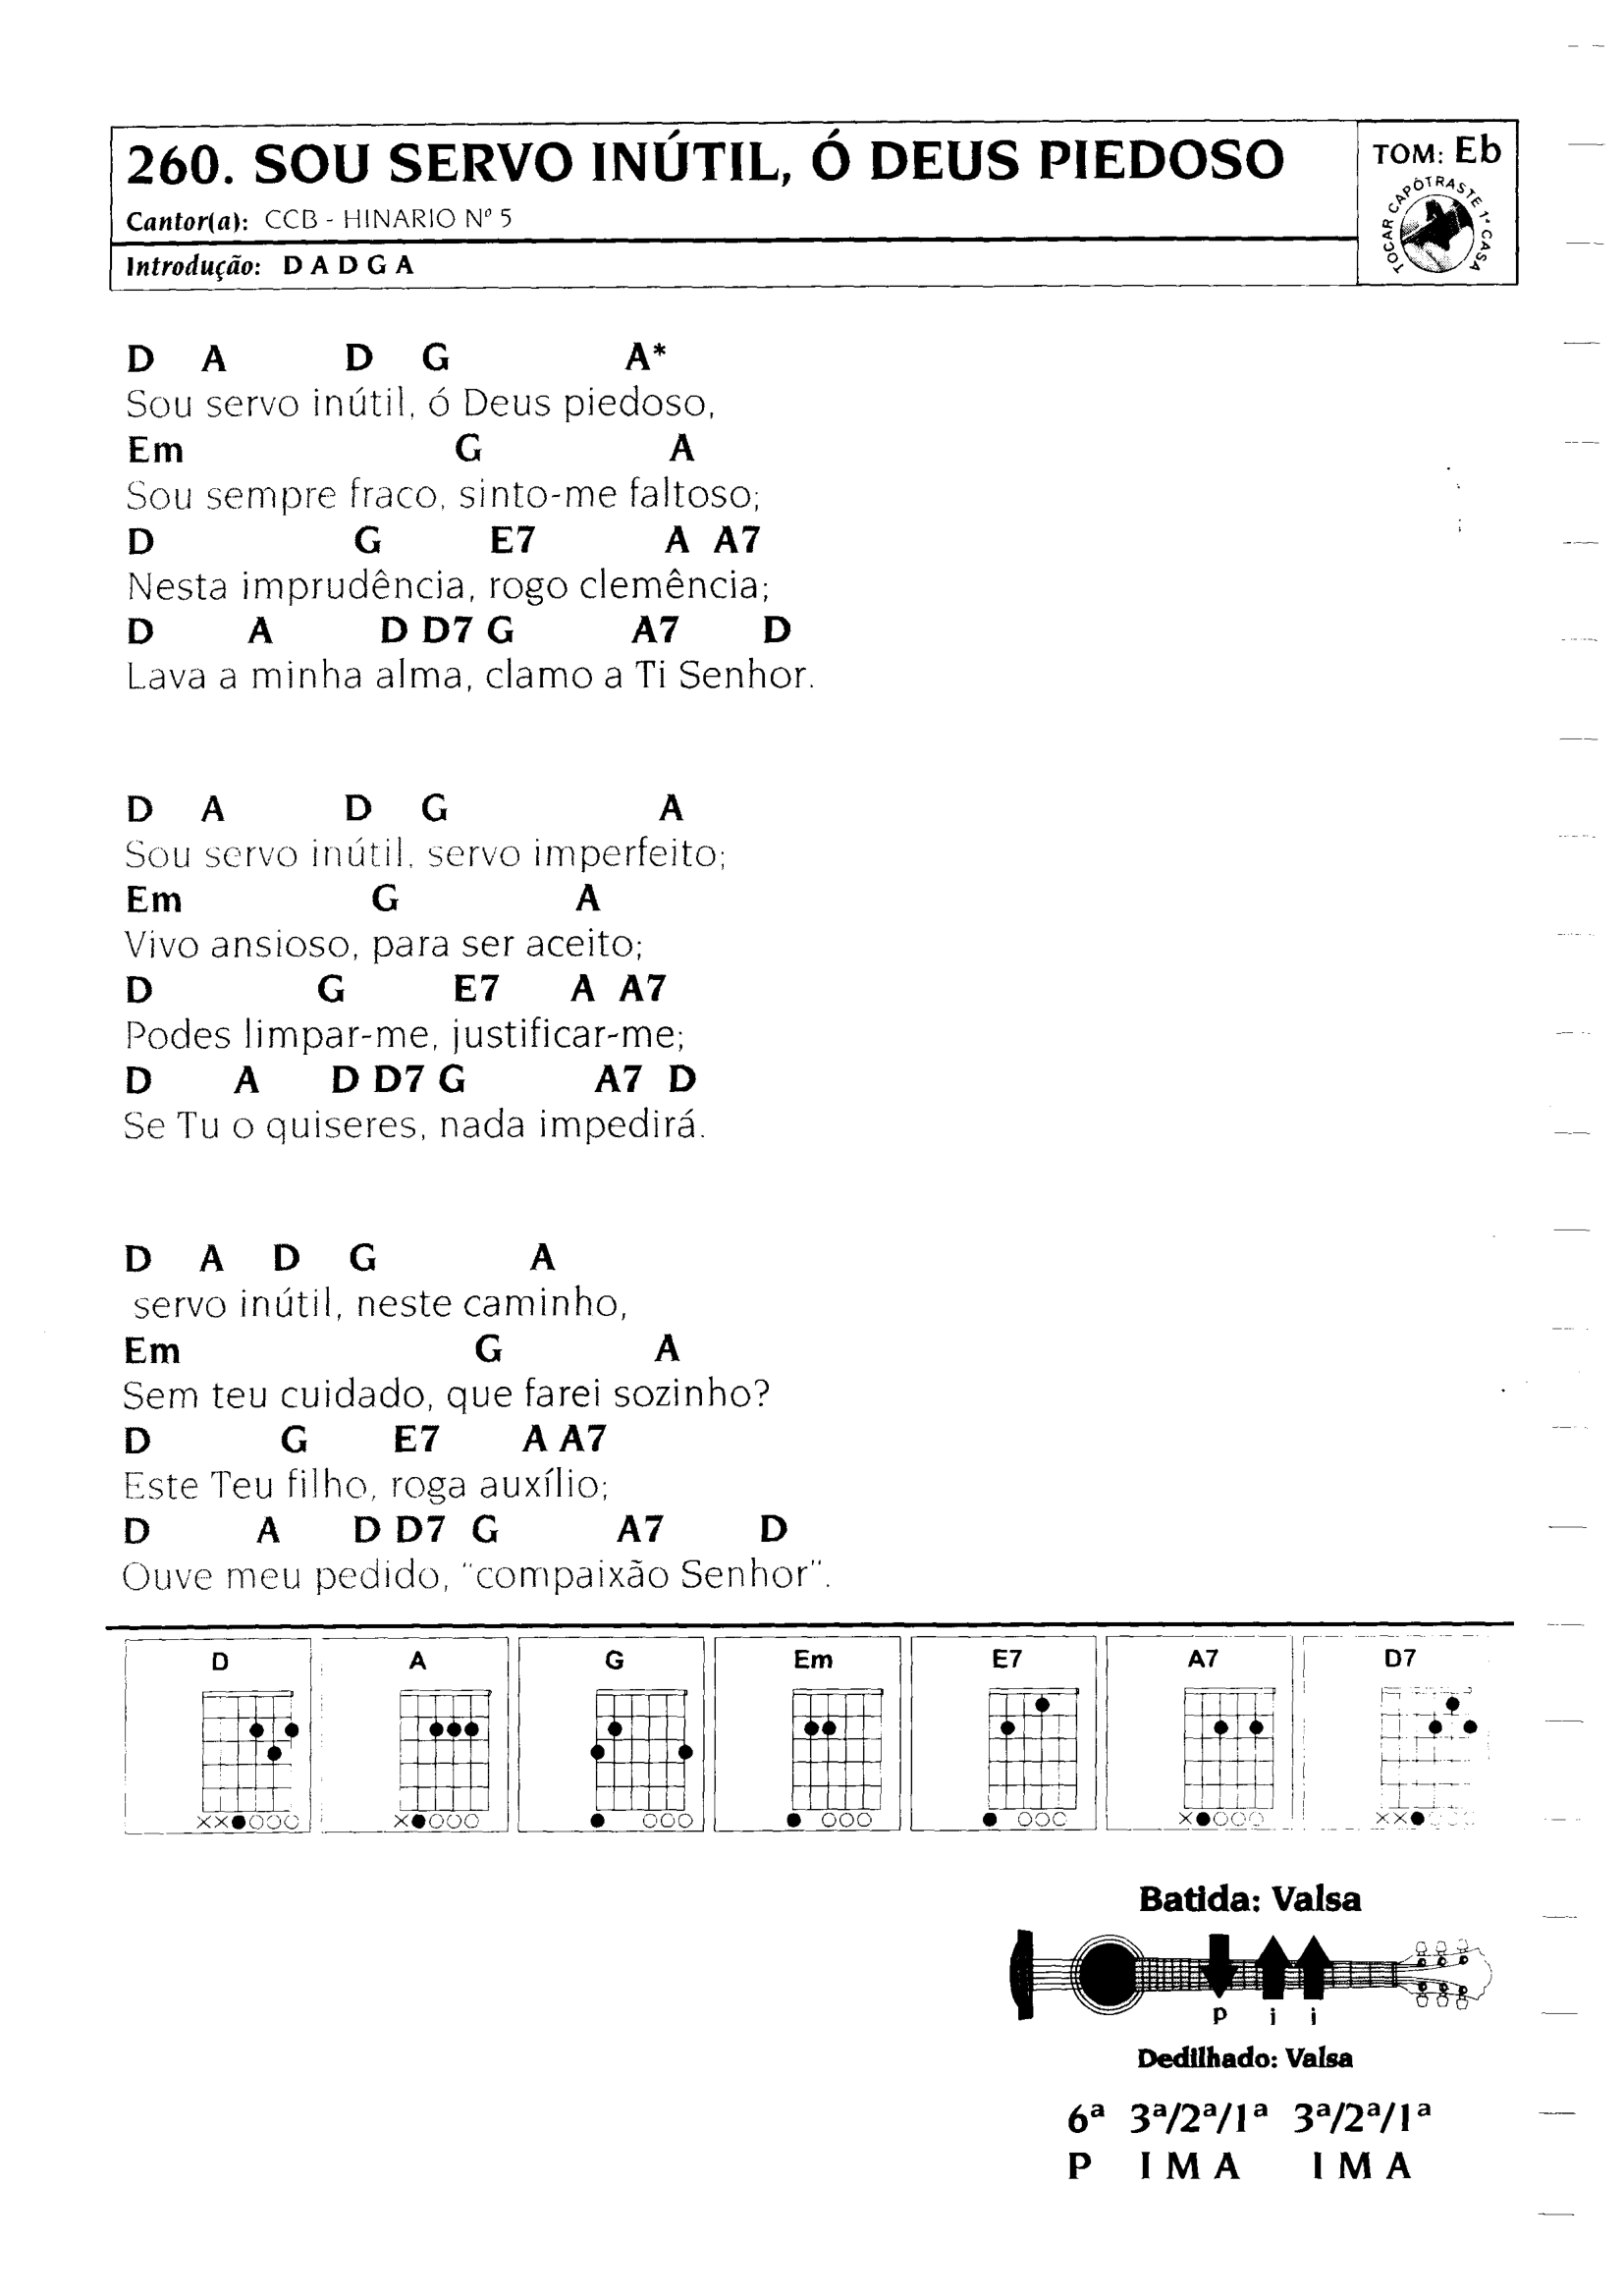 260. SOU SERVO INÚTIL, Ó DEUS PIEDOSO
Cantor(a): CCB - HINARIO Nº 5
Introdução: D A D G A
TOM: Eb
TOCAR CAPÓTRASTE 1ª CASA
D A D G A*
Sou servo inútil, ó Deus piedoso,
Em G A
Sou sempre fraco, sinto-me faltoso;
D G E7 A A7
Nesta imprudência, rogo clemência;
D A D D7 G A7 D
Lava a minha alma, clamo a Ti Senhor.
D A D G A
Sou servo inútil, servo imperfeito;
Em G A
Vivo ansioso, para ser aceito;
D G E7 A A7
Podes limpar-me, justificar-me;
D A D D7 G A7 D
Se Tu o quiseres, nada impedirá.
D A D G A
servo inútil, neste caminho,
Em G A
Sem teu cuidado, que farei sozinho?
D G E7 A A7
Este Teu filho, roga auxílio;
D A D D7 G A7 D
Ouve meu pedido, "compaixão Senhor".
D A G Em E7 A7 D7
Batida: Valsa
p i i
Dedilhado: Valsa
6ª 3ª/2ª/1ª 3ª/2ª/1ª
P I M A I M A